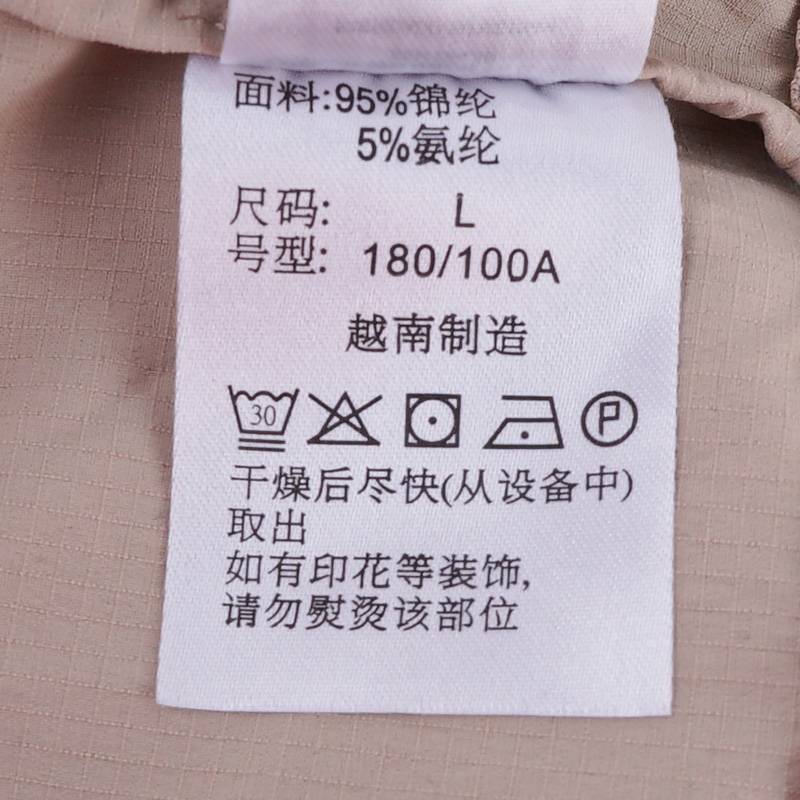 面料:95%锦纶
5%氨纶
尺码: L
号型: 180/100A
越南制造
30 P
干燥后尽快(从设备中)
取出
如有印花等装饰,
请勿熨烫该部位